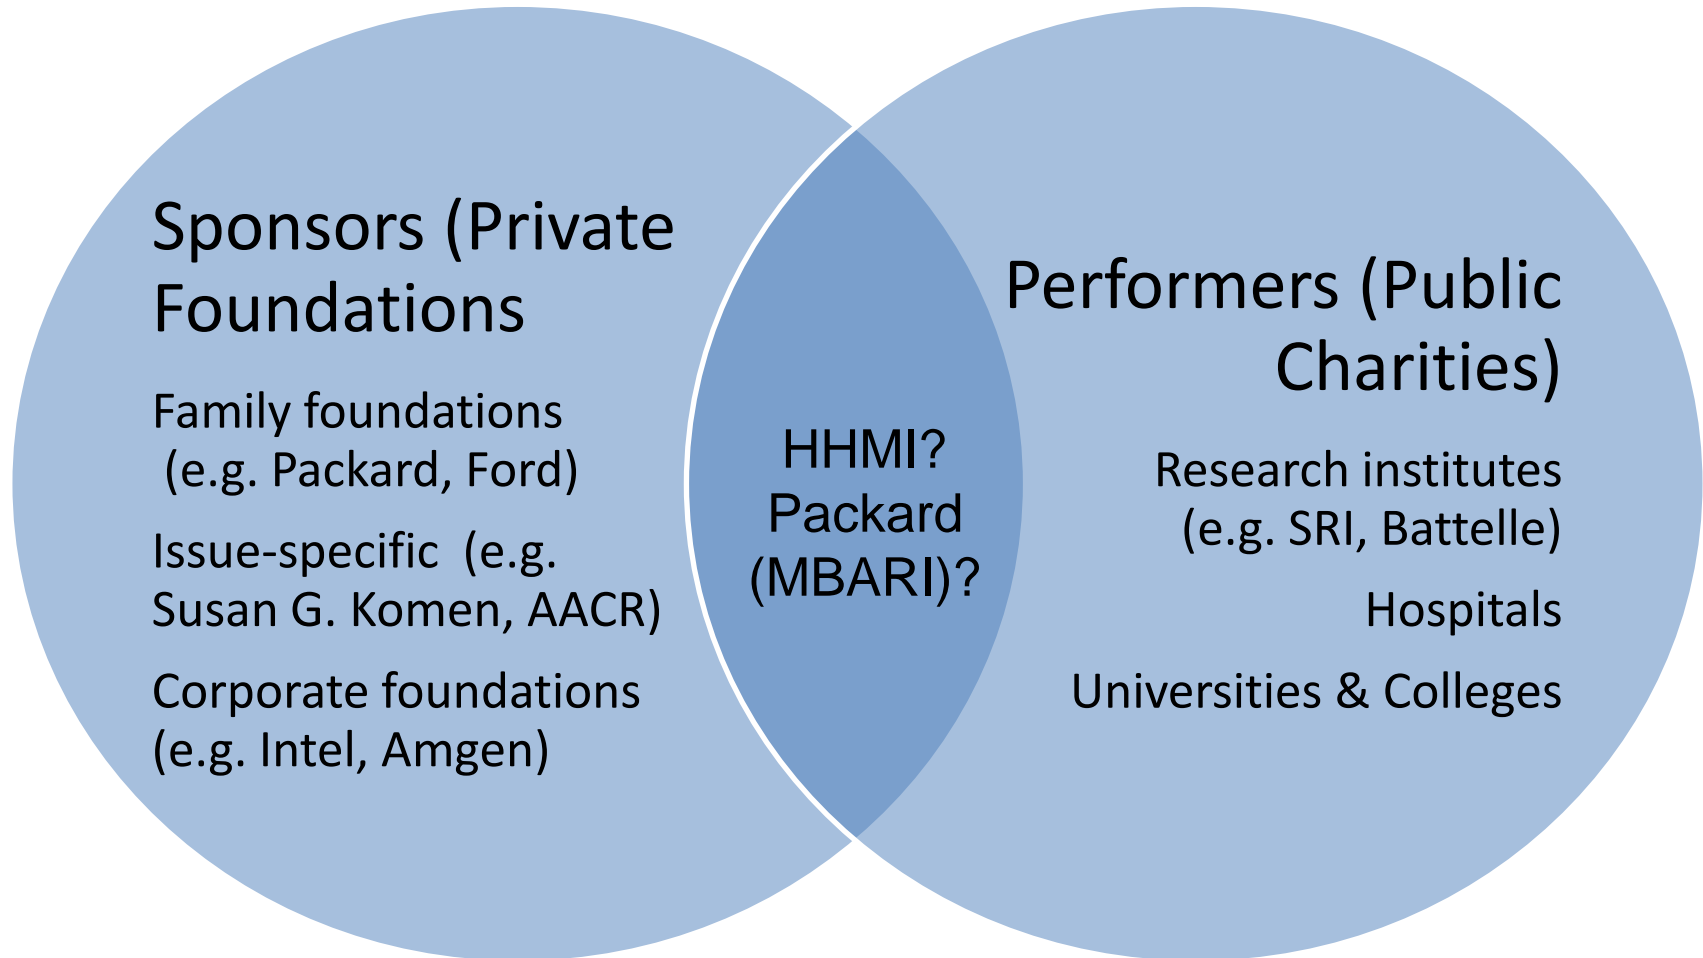 Sponsors (Private
Foundations
Family foundations
(e.g. Packard, Ford)
Issue-specific  (e.g.
Susan G. Komen, AACR)
Corporate foundations
(e.g. Intel, Amgen)
HHMI?
Packard
(MBARI)?
Performers (Public
Charities)
Research institutes
(e.g. SRI, Battelle)
Hospitals
Universities & Colleges